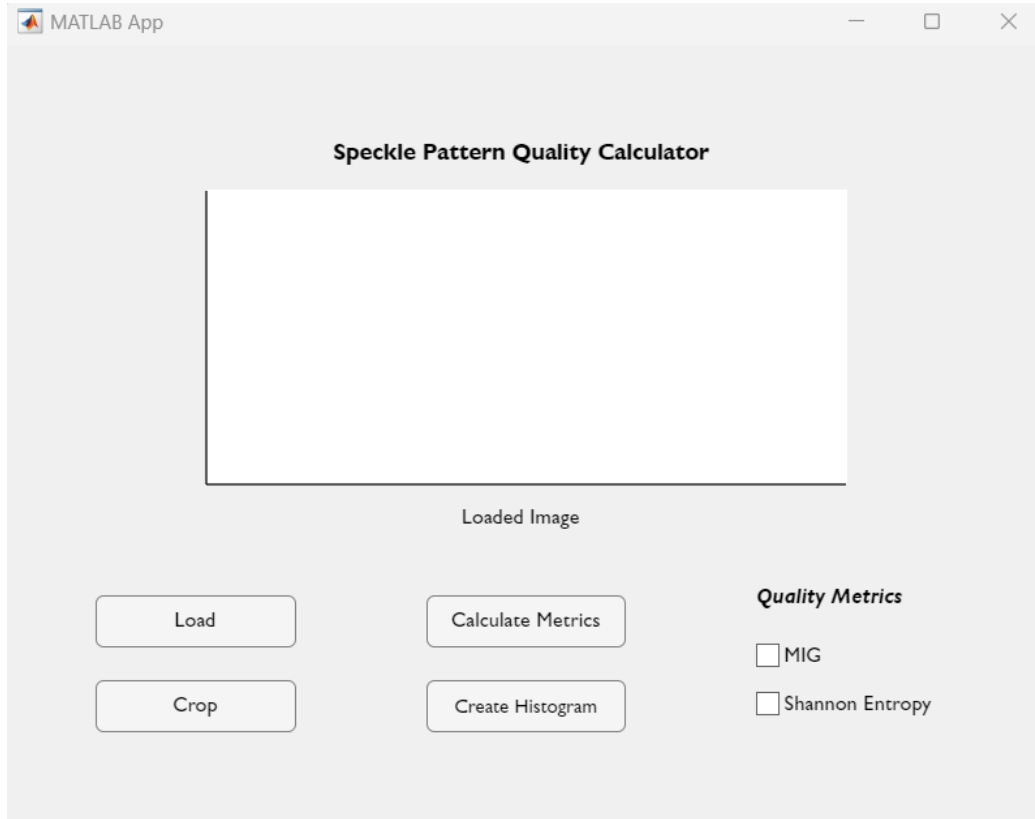 MATLAB App
Speckle Pattern Quality Calculator
Loaded Image
Load
Calculate Metrics
Quality Metrics
MIG
Crop
Create Histogram
Shannon Entropy